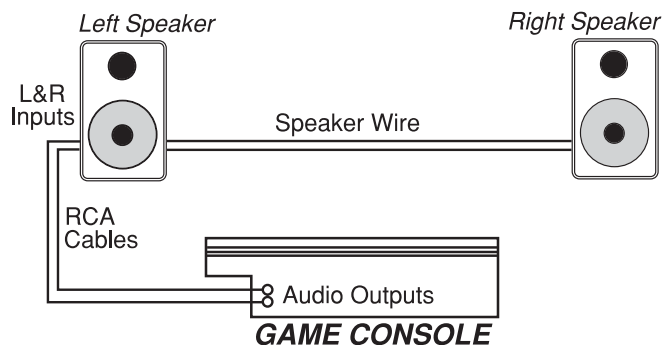 Left Speaker
Right Speaker
L&R
Inputs
Speaker Wire
RCA
Cables
Audio Outputs
GAME CONSOLE